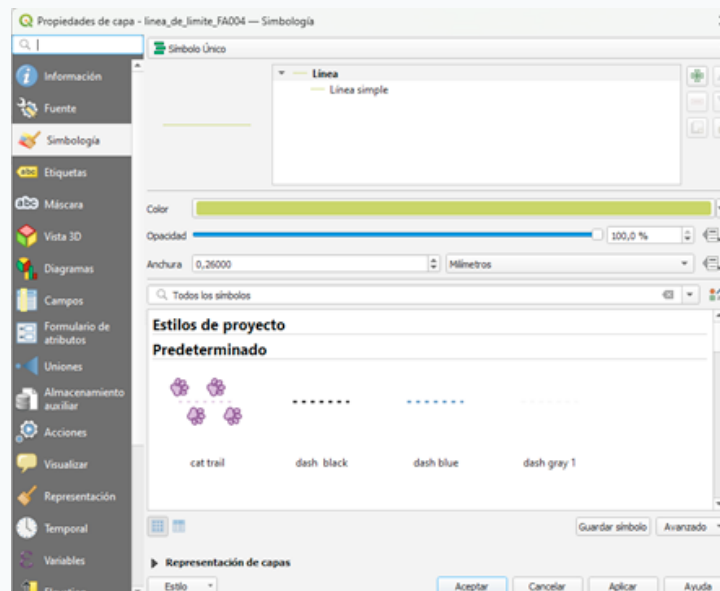 Propiedades de capa - linea_de_limite_FA004 — Simbología
Símbolo Único
Información
Fuente
Simbología
abc Etiquetas
abc Máscara
Vista 3D
Diagramas
Campos
Formulario de
atributos
Uniones
Almacenamiento
auxiliar
Acciones
Visualizar
Representación
Temporal
Variables
Línea
Línea simple
Color
Opacidad
100,0 %
Anchura
0,26000
Milímetros
Todos los símbolos
Estilos de proyecto
Predeterminado
cat trail
dash black
dash blue
dash gray 1
Guardar símbolo
Avanzado
Representación de capas
Estilo
Aceptar
Cancelar
Aplicar
Ayuda